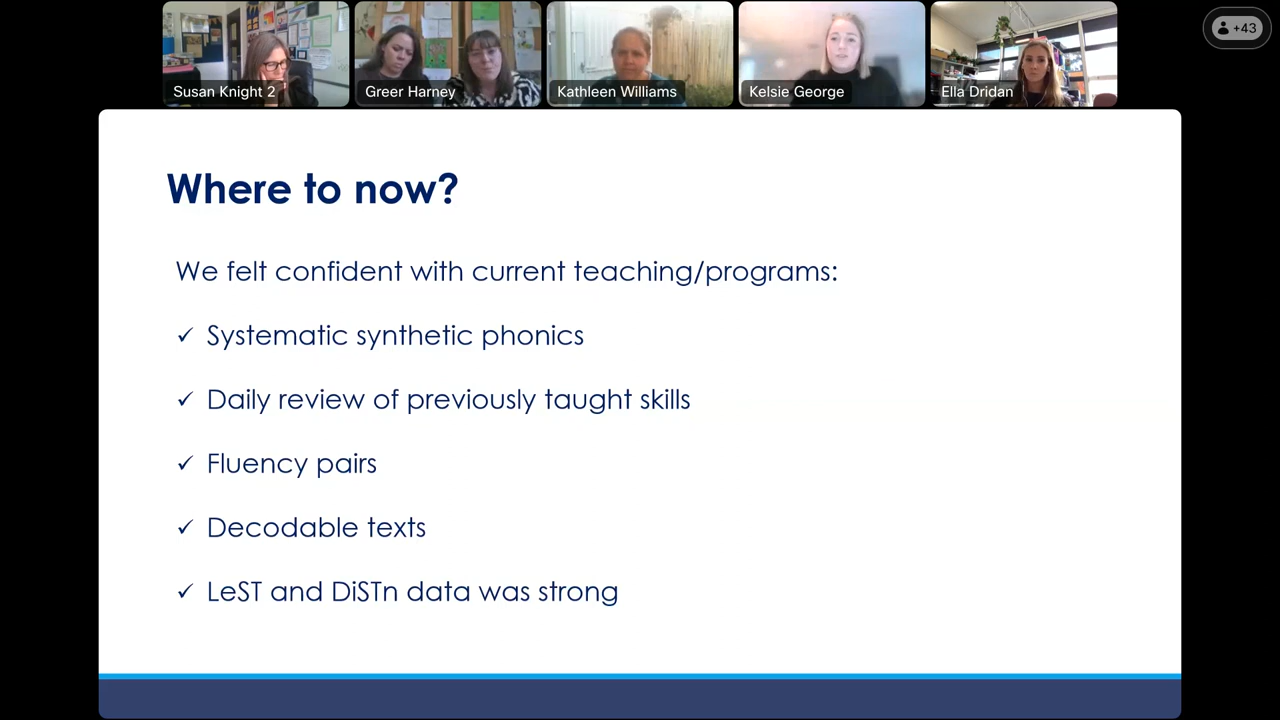 Susan Knight 2
Greer Harney
Kathleen Williams
Kelsie George
Ella Dridan
+43
Where to now?
We felt confident with current teaching/programs:
✓ Systematic synthetic phonics
✓ Daily review of previously taught skills
✓ Fluency pairs
✓ Decodable texts
✓ LeST and DiSTn data was strong